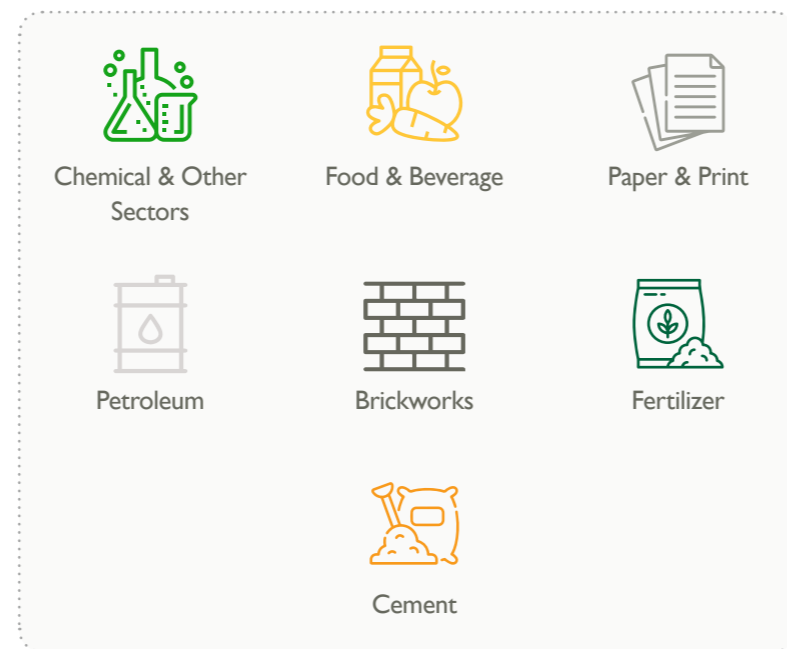 Chemical & Other
Sectors
Food & Beverage
Paper & Print
Petroleum
Brickworks
Fertilizer
Cement